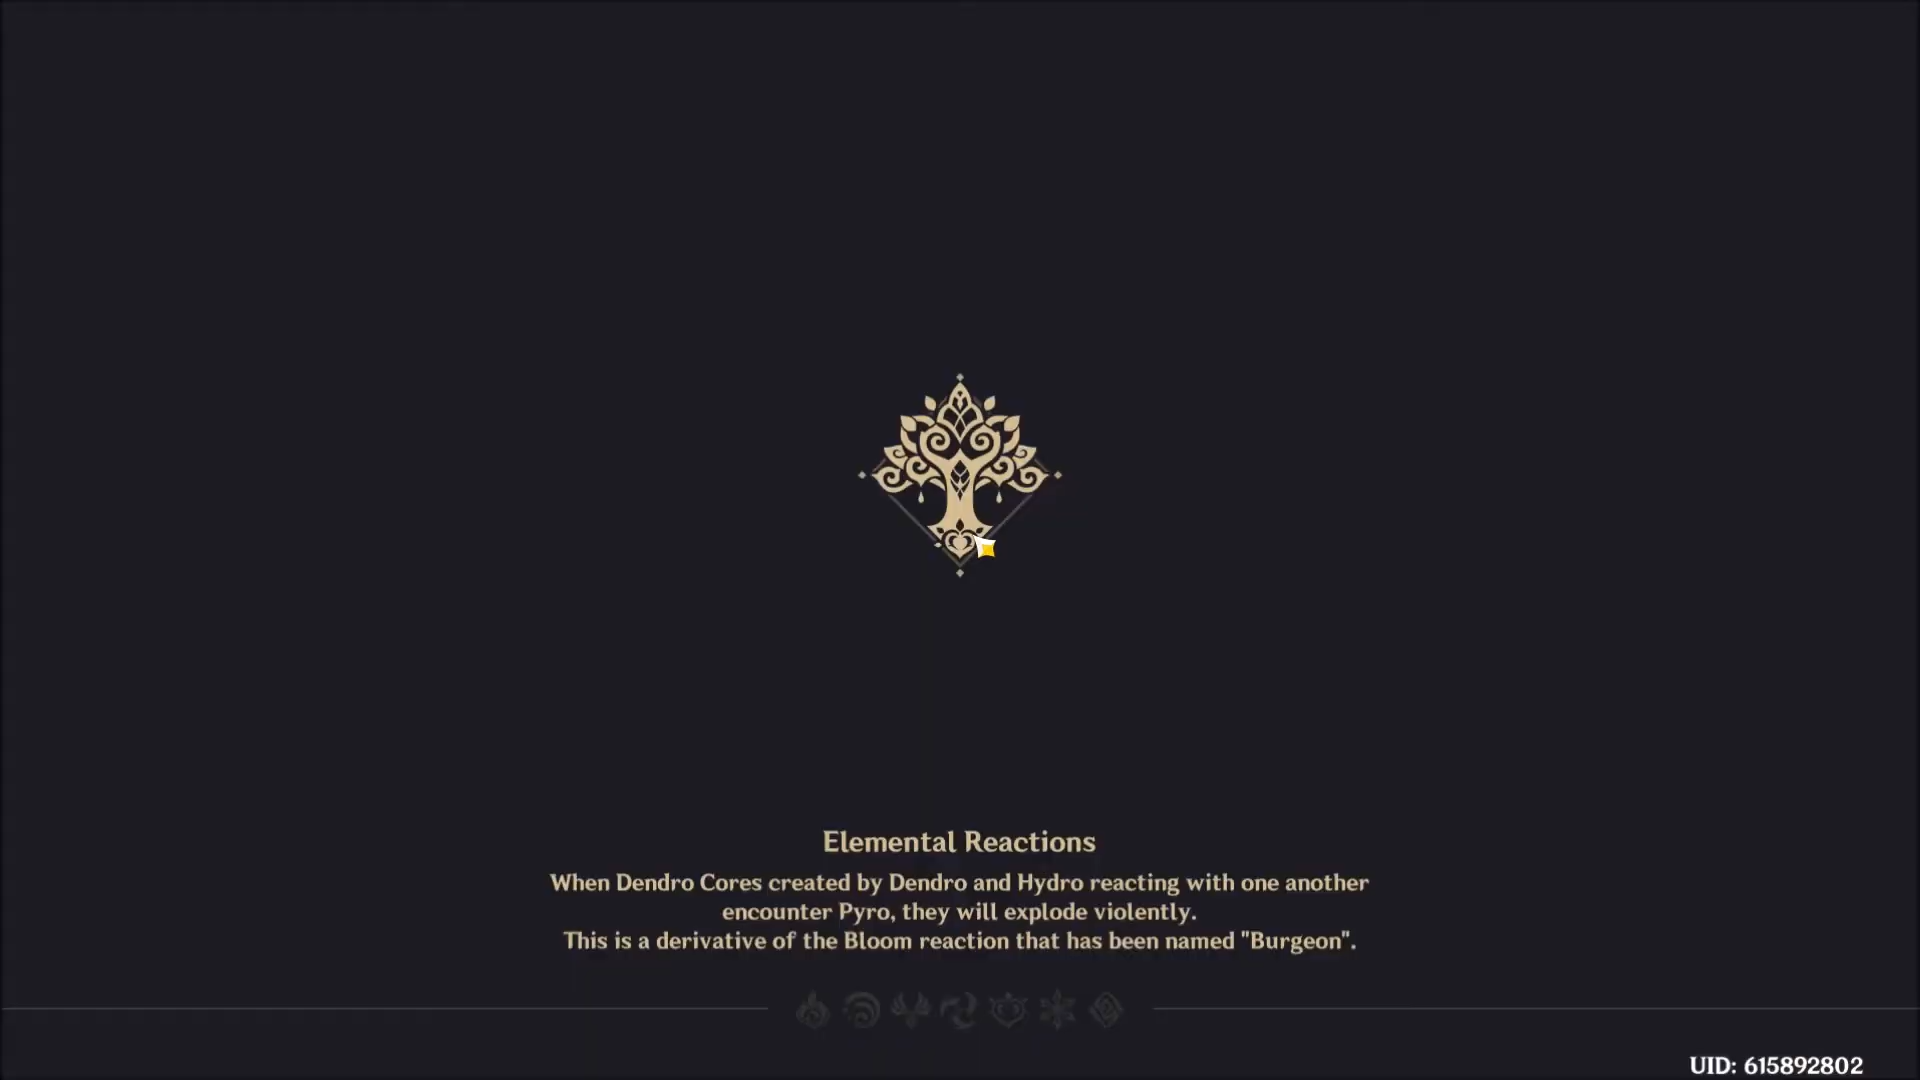 Elemental Reactions
When Dendro Cores created by Dendro and Hydro reacting with one another
encounter Pyro, they will explode violently.
This is a derivative of the Bloom reaction that has been named "Burgeon".
UID: 615892802